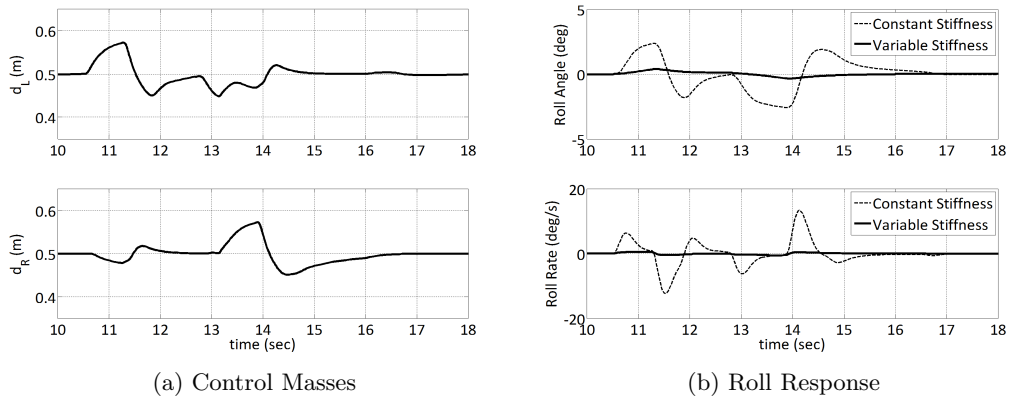 d_L (m)
0.6
0.5
0.4
10 11 12 13 14 15 16 17 18
d_R (m)
0.6
0.5
0.4
10 11 12 13 14 15 16 17 18
time (sec)
(a) Control Masses
Roll Angle (deg)
5
0
-5
Constant Stiffness
Variable Stiffness
10 11 12 13 14 15 16 17 18
Roll Rate (deg/s)
20
0
-20
Constant Stiffness
Variable Stiffness
10 11 12 13 14 15 16 17 18
time (sec)
(b) Roll Response